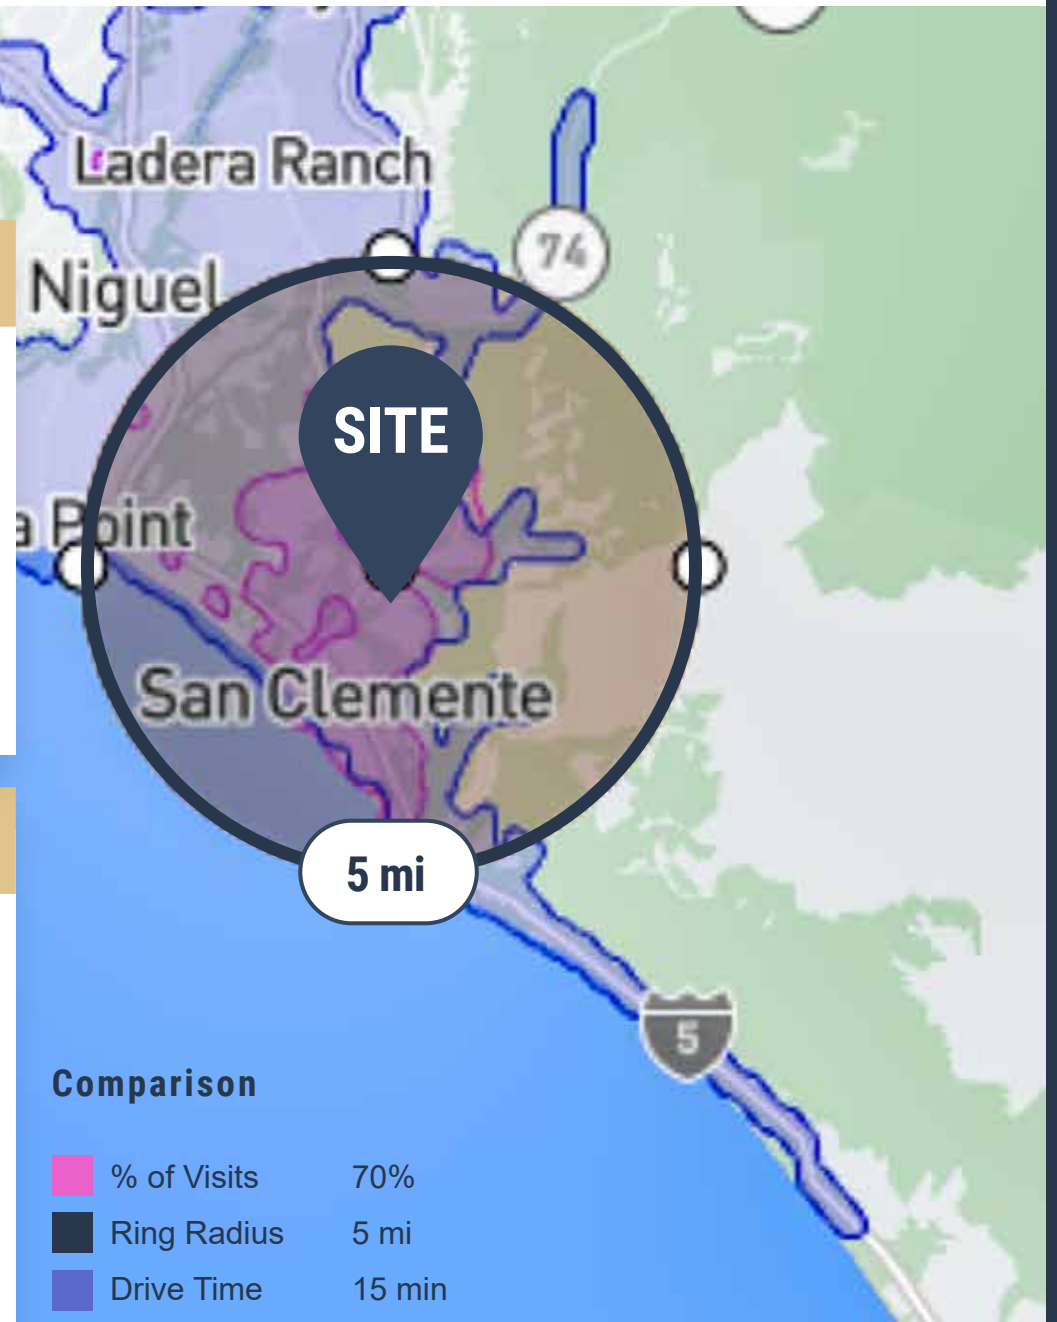 Ladera Ranch
74
Niguel
SITE
a Point
San Clemente
5 mi
5
Comparison
% of Visits 70%
Ring Radius 5 mi
Drive Time 15 min